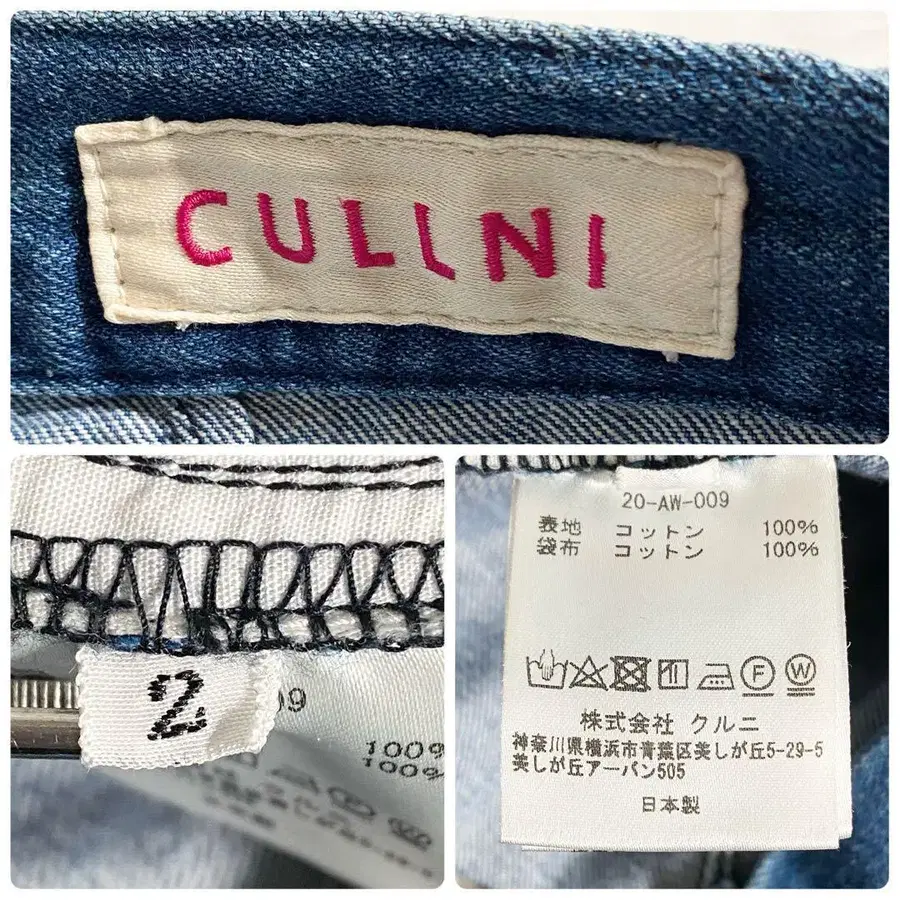 CULLNI
2
09
100%
100%
20-AW-009
表地 コットン 100%
袋布 コットン 100%
F W
株式会社 クルニ
神奈川県横浜市青葉区美しが丘5-29-5
美しが丘アーバン505
日本製